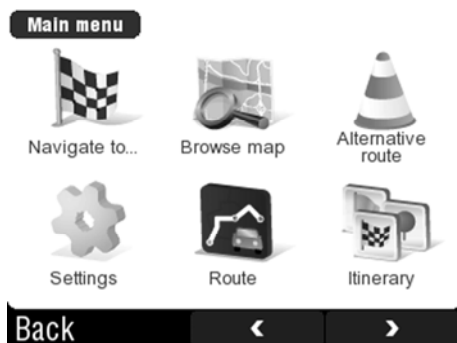 Main menu
Navigate to...
Browse map
Alternative
route
Settings
Route
Itinerary
Back